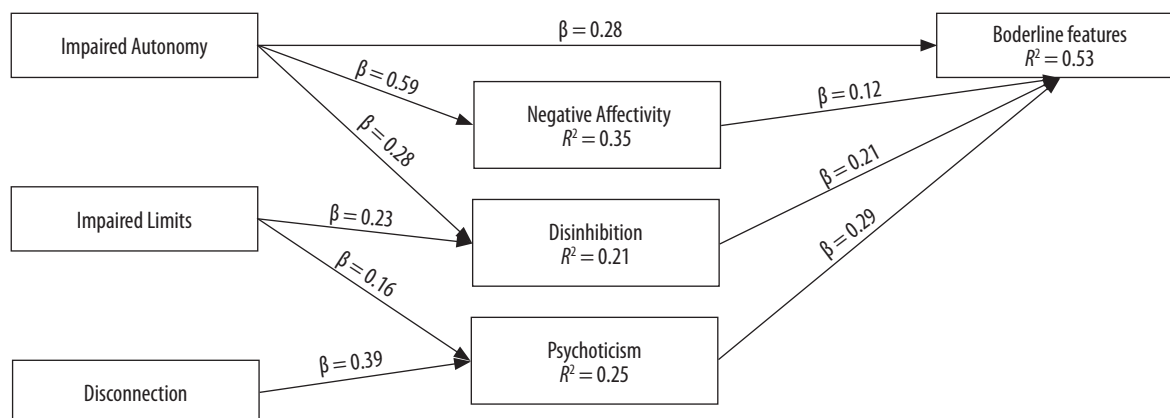 Impaired Autonomy
β = 0.28
Boderline features
R² = 0.53
β = 0.59
Negative Affectivity
R² = 0.35
β = 0.12
β = 0.28
Impaired Limits
β = 0.23
Disinhibition
R² = 0.21
β = 0.21
β = 0.16
β = 0.29
Disconnection
β = 0.39
Psychoticism
R² = 0.25